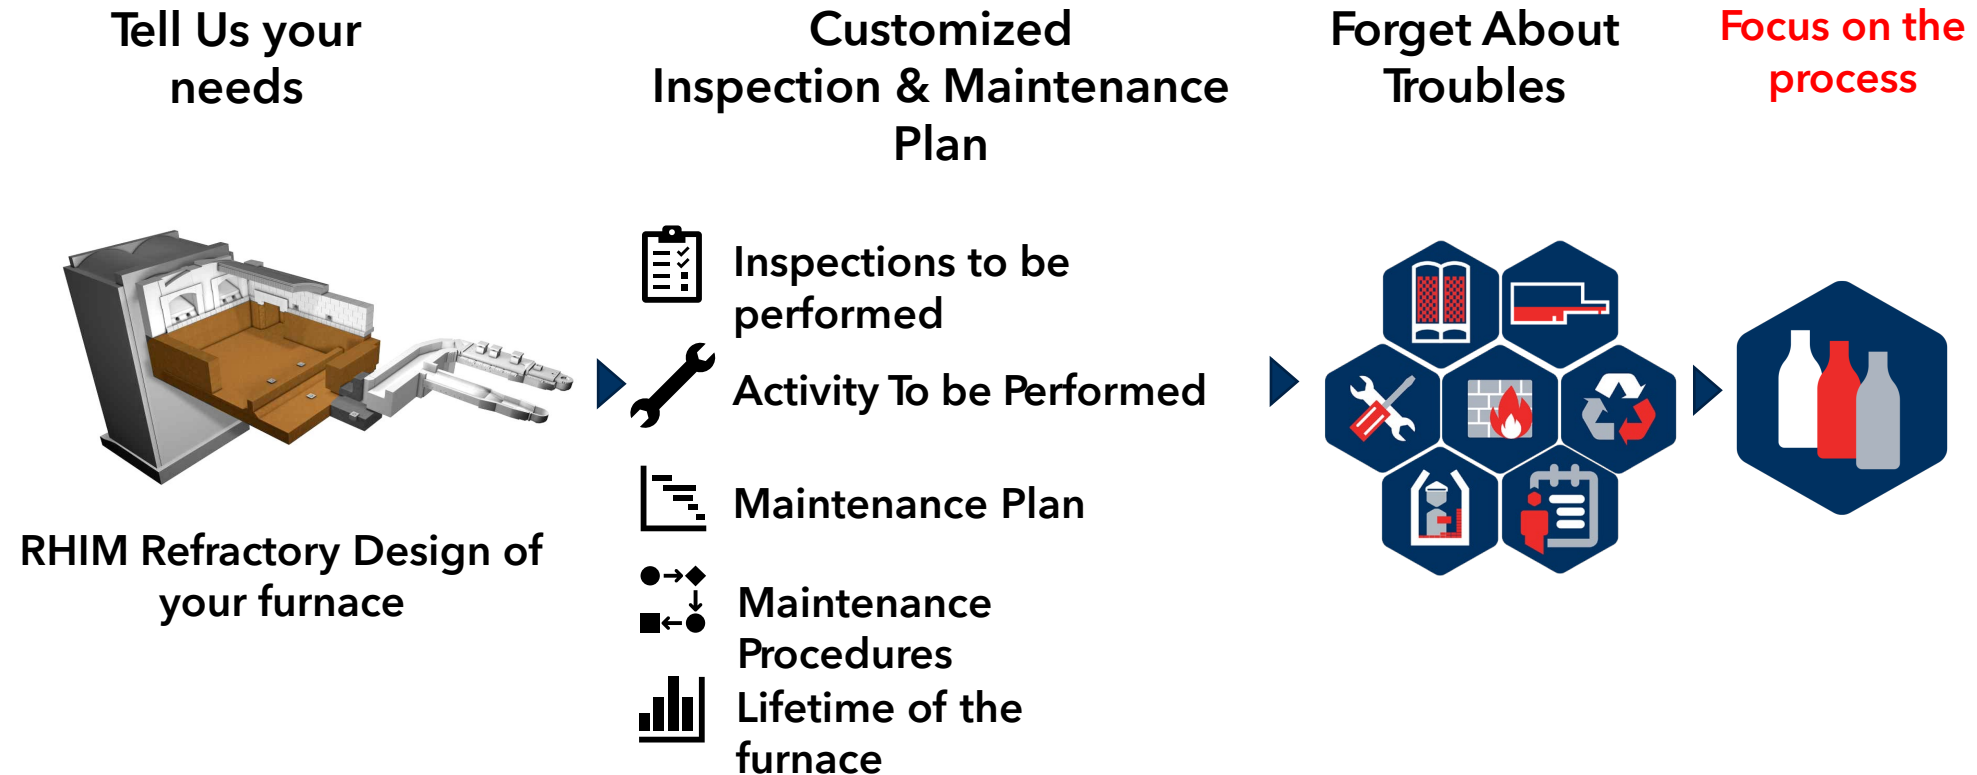 Tell Us your
needs
RHIM Refractory Design of
your furnace
Customized
Inspection & Maintenance
Plan
Inspections to be
performed
Activity To be Performed
Maintenance Plan
Maintenance
Procedures
Lifetime of the
furnace
Forget About
Troubles
Focus on the
process